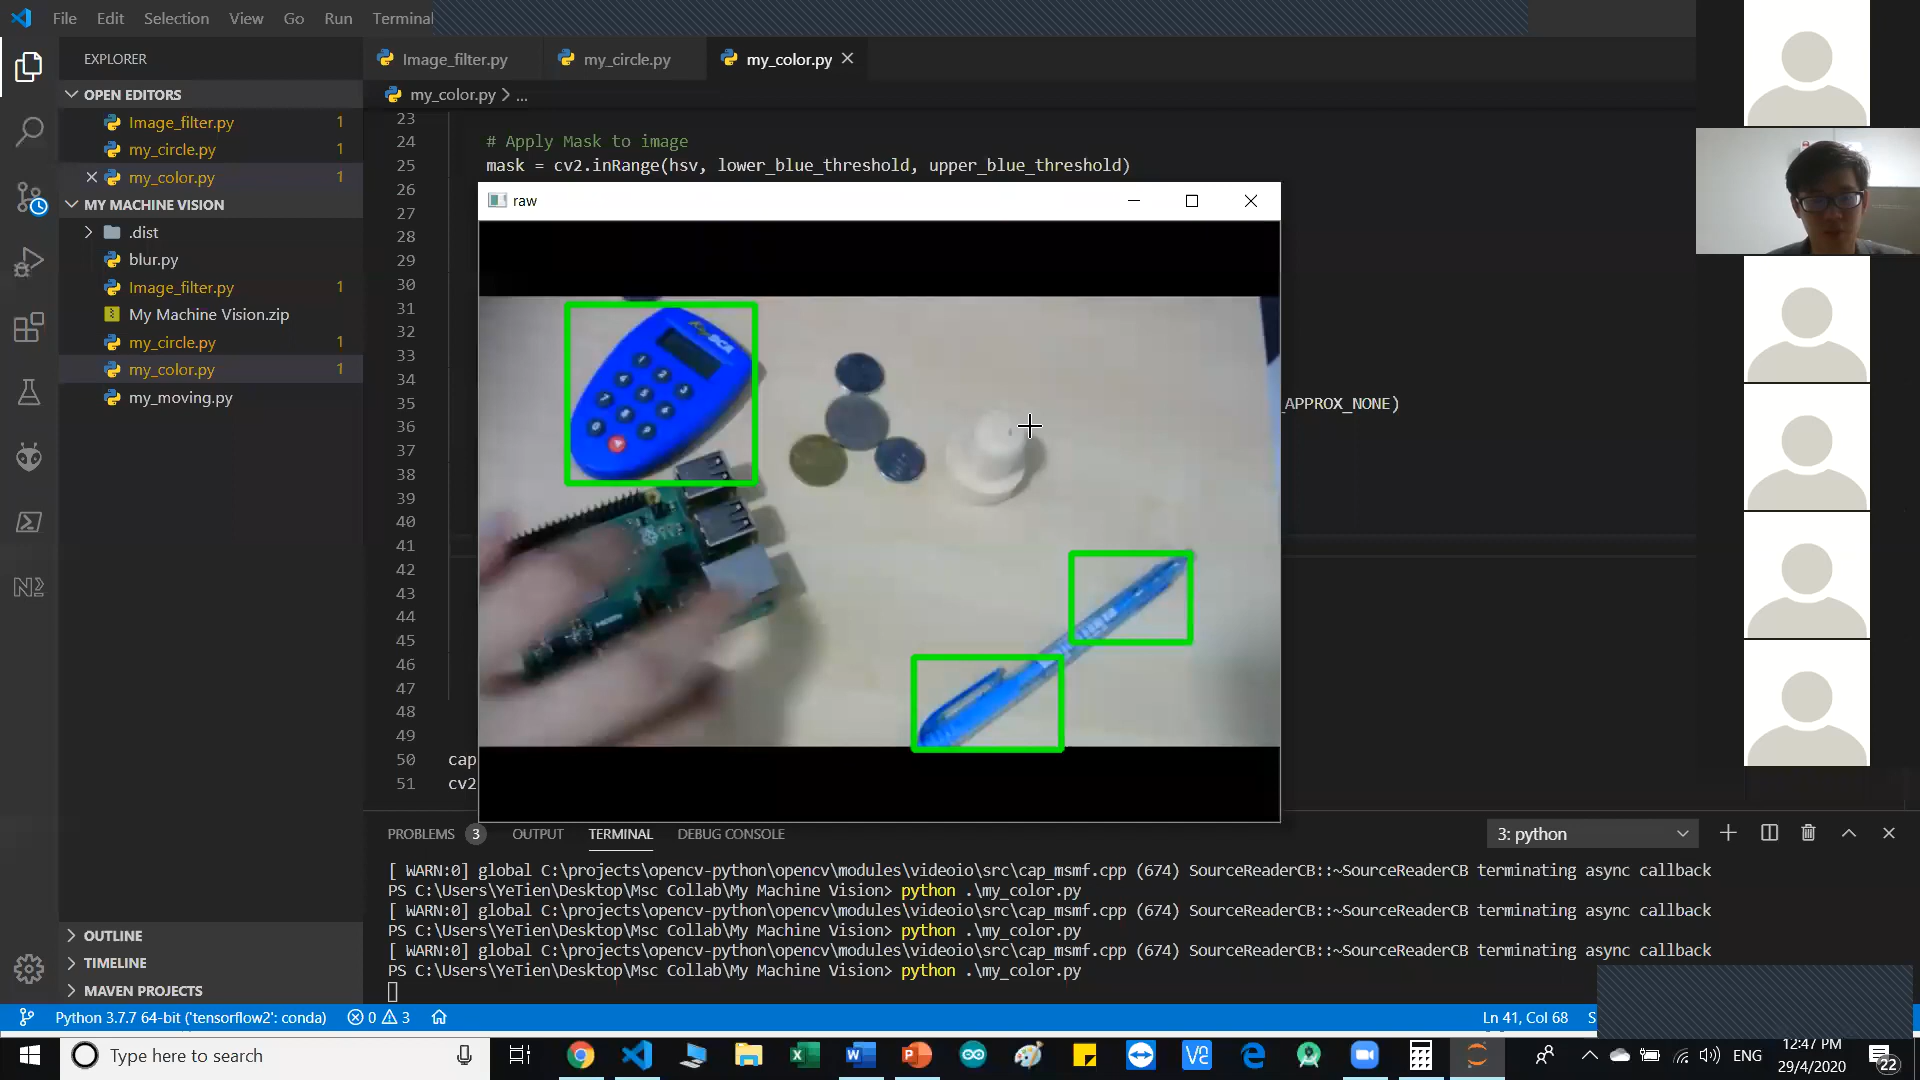 File Edit Selection View Go Run Terminal
EXPLORER
Image_filter.py
my_circle.py
my_color.py
OPEN EDITORS
my_color.py > ...
Image_filter.py 1
my_circle.py 1
my_color.py 1
MY MACHINE VISION
.dist
blur.py
Image_filter.py 1
My Machine Vision.zip
my_circle.py 1
my_color.py 1
my_moving.py
23
24 # Apply Mask to image
25 mask = cv2.inRange(hsv, lower_blue_threshold, upper_blue_threshold)
26
raw
27
28
29
30
31
32
33
34
35 _APPROX_NONE)
36
37
38
39
40
41
42
43
44
45
46
47
48
49
50 cap
51 cv2
PROBLEMS 3 OUTPUT TERMINAL DEBUG CONSOLE
3: python
[ WARN:0] global C:\projects\opencv-python\opencv\modules\videoio\src\cap_msmf.cpp (674) SourceReaderCB::~SourceReaderCB terminating async callback
PS C:\Users\YeTien\Desktop\Msc Collab\My Machine Vision> python .\my_color.py
[ WARN:0] global C:\projects\opencv-python\opencv\modules\videoio\src\cap_msmf.cpp (674) SourceReaderCB::~SourceReaderCB terminating async callback
PS C:\Users\YeTien\Desktop\Msc Collab\My Machine Vision> python .\my_color.py
[ WARN:0] global C:\projects\opencv-python\opencv\modules\videoio\src\cap_msmf.cpp (674) SourceReaderCB::~SourceReaderCB terminating async callback
PS C:\Users\YeTien\Desktop\Msc Collab\My Machine Vision> python .\my_color.py
OUTLINE
TIMELINE
MAVEN PROJECTS
Python 3.7.7 64-bit ('tensorflow2': conda) 0 3
Ln 41, Col 68 S
Type here to search
ENG
12:47 PM
29/4/2020
22